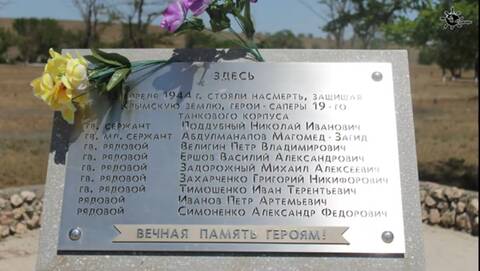 ЗДЕСЬ
апреля 1944 г. стояли насмерть, защищая
крымскую землю, герои-саперы 19-го
танкового корпуса
гв. сержант Поддубный Николай Иванович
гв. мл. сержант Абдулманапов Магомед-Загид
гв. рядовой Велигин Петр Владимирович
гв. рядовой Ершов Василий Александрович
гв. рядовой Задорожный Михаил Алексеевич
гв. рядовой Захарченко Григорий Никифорович
гв. рядовой Тимошенко Иван Терентьевич
рядовой Иванов Петр Артемьевич
рядовой Симоненко Александр Федорович
ВЕЧНАЯ ПАМЯТЬ ГЕРОЯМ!